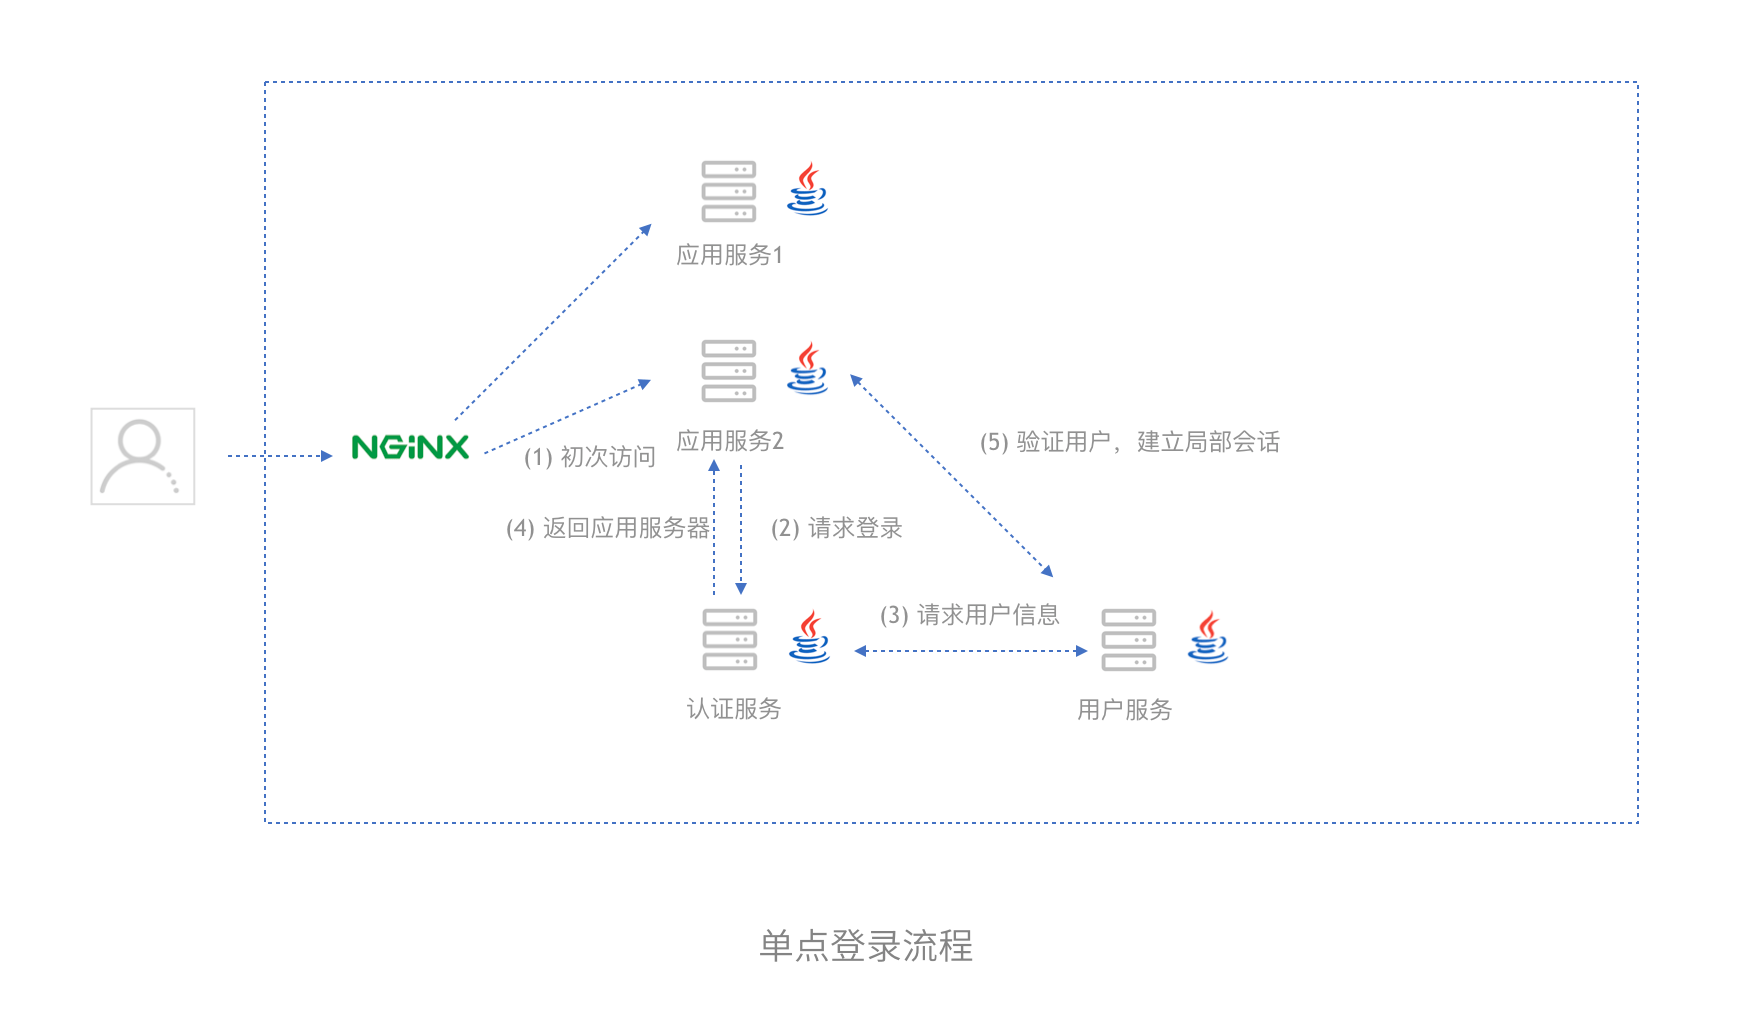 应用服务1
NGiNX
(1) 初次访问
应用服务2
(5) 验证用户，建立局部会话
(4) 返回应用服务器
(2) 请求登录
(3) 请求用户信息
认证服务
用户服务
单点登录流程